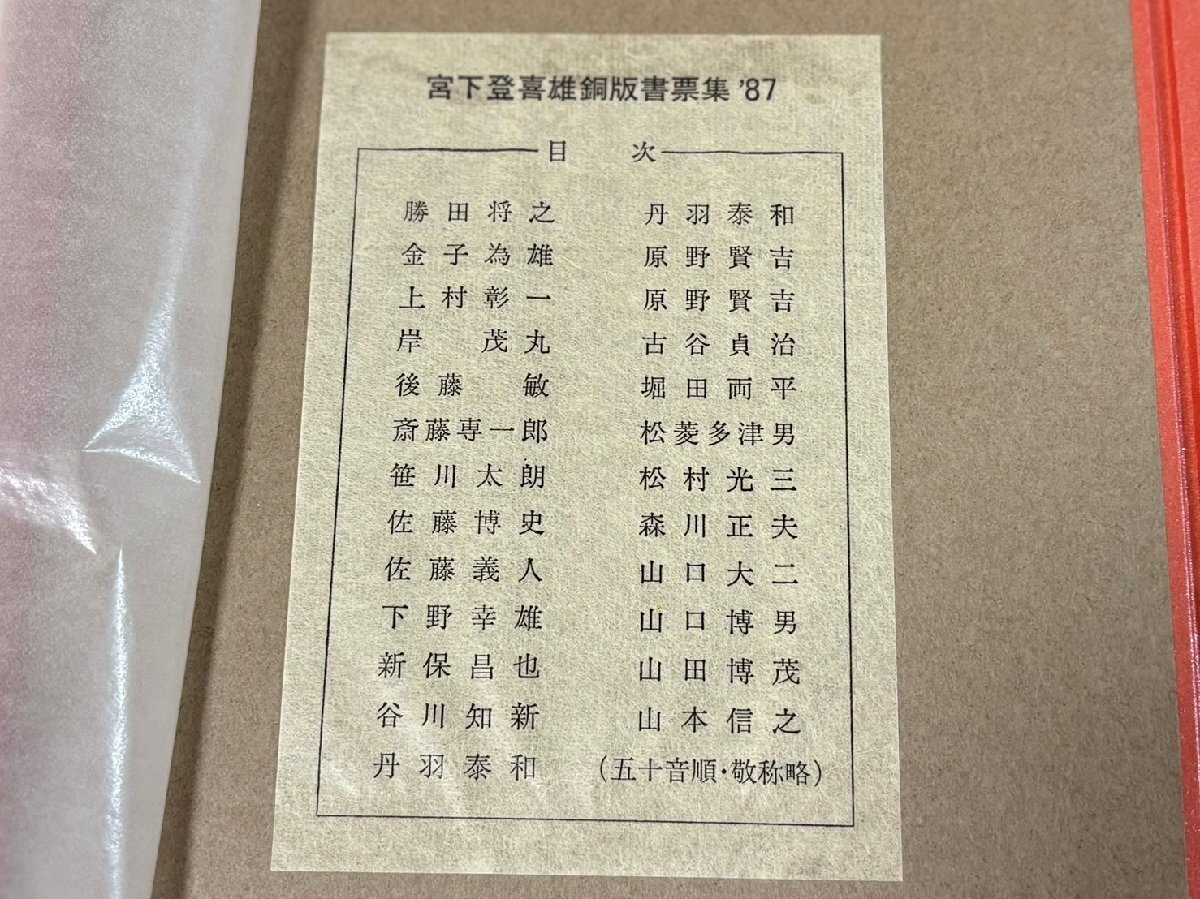 宮下登喜雄銅版書票集 '87
目次
勝田将之
金子為雄
上村彰一
岸茂丸
後藤敏
斎藤専一郎
笹川太朗
佐藤博史
佐藤義人
下野幸雄
新保昌也
谷川知新
丹羽泰和
丹羽泰和
原野賢吉
原野賢吉
古谷貞治
堀田両平
松菱多津男
松村光三
森川正夫
山口大二
山口博男
山田博茂
山本信之
(五十音順・敬称略)